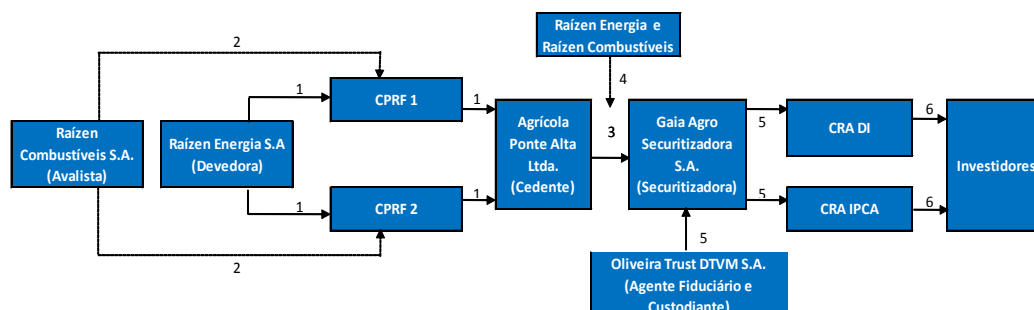 Raízen Energia e
Raízen Combustíveis
2
4
1
CPRF 1
1
6
5
CRA DI
Raízen
Combustíveis S.A.
(Avalista)
Raízen Energia S.A
(Devedora)
Agrícola
Ponte Alta
Ltda.
(Cedente)
3
Gaia Agro
Securitizadora
S.A.
(Securitizadora)
Investidores
1
CPRF 2
1
5
CRA IPCA
6
2
5
Oliveira Trust DTVM S.A.
(Agente Fiduciário e
Custodiante)